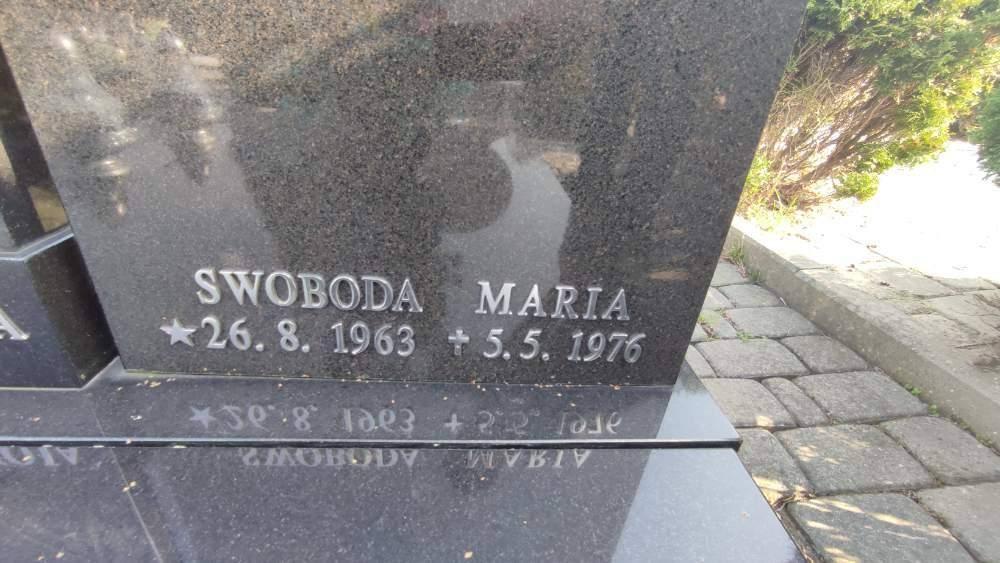 SWOBODA MARIA
★ 26. 8. 1963 + 5. 5. 1976